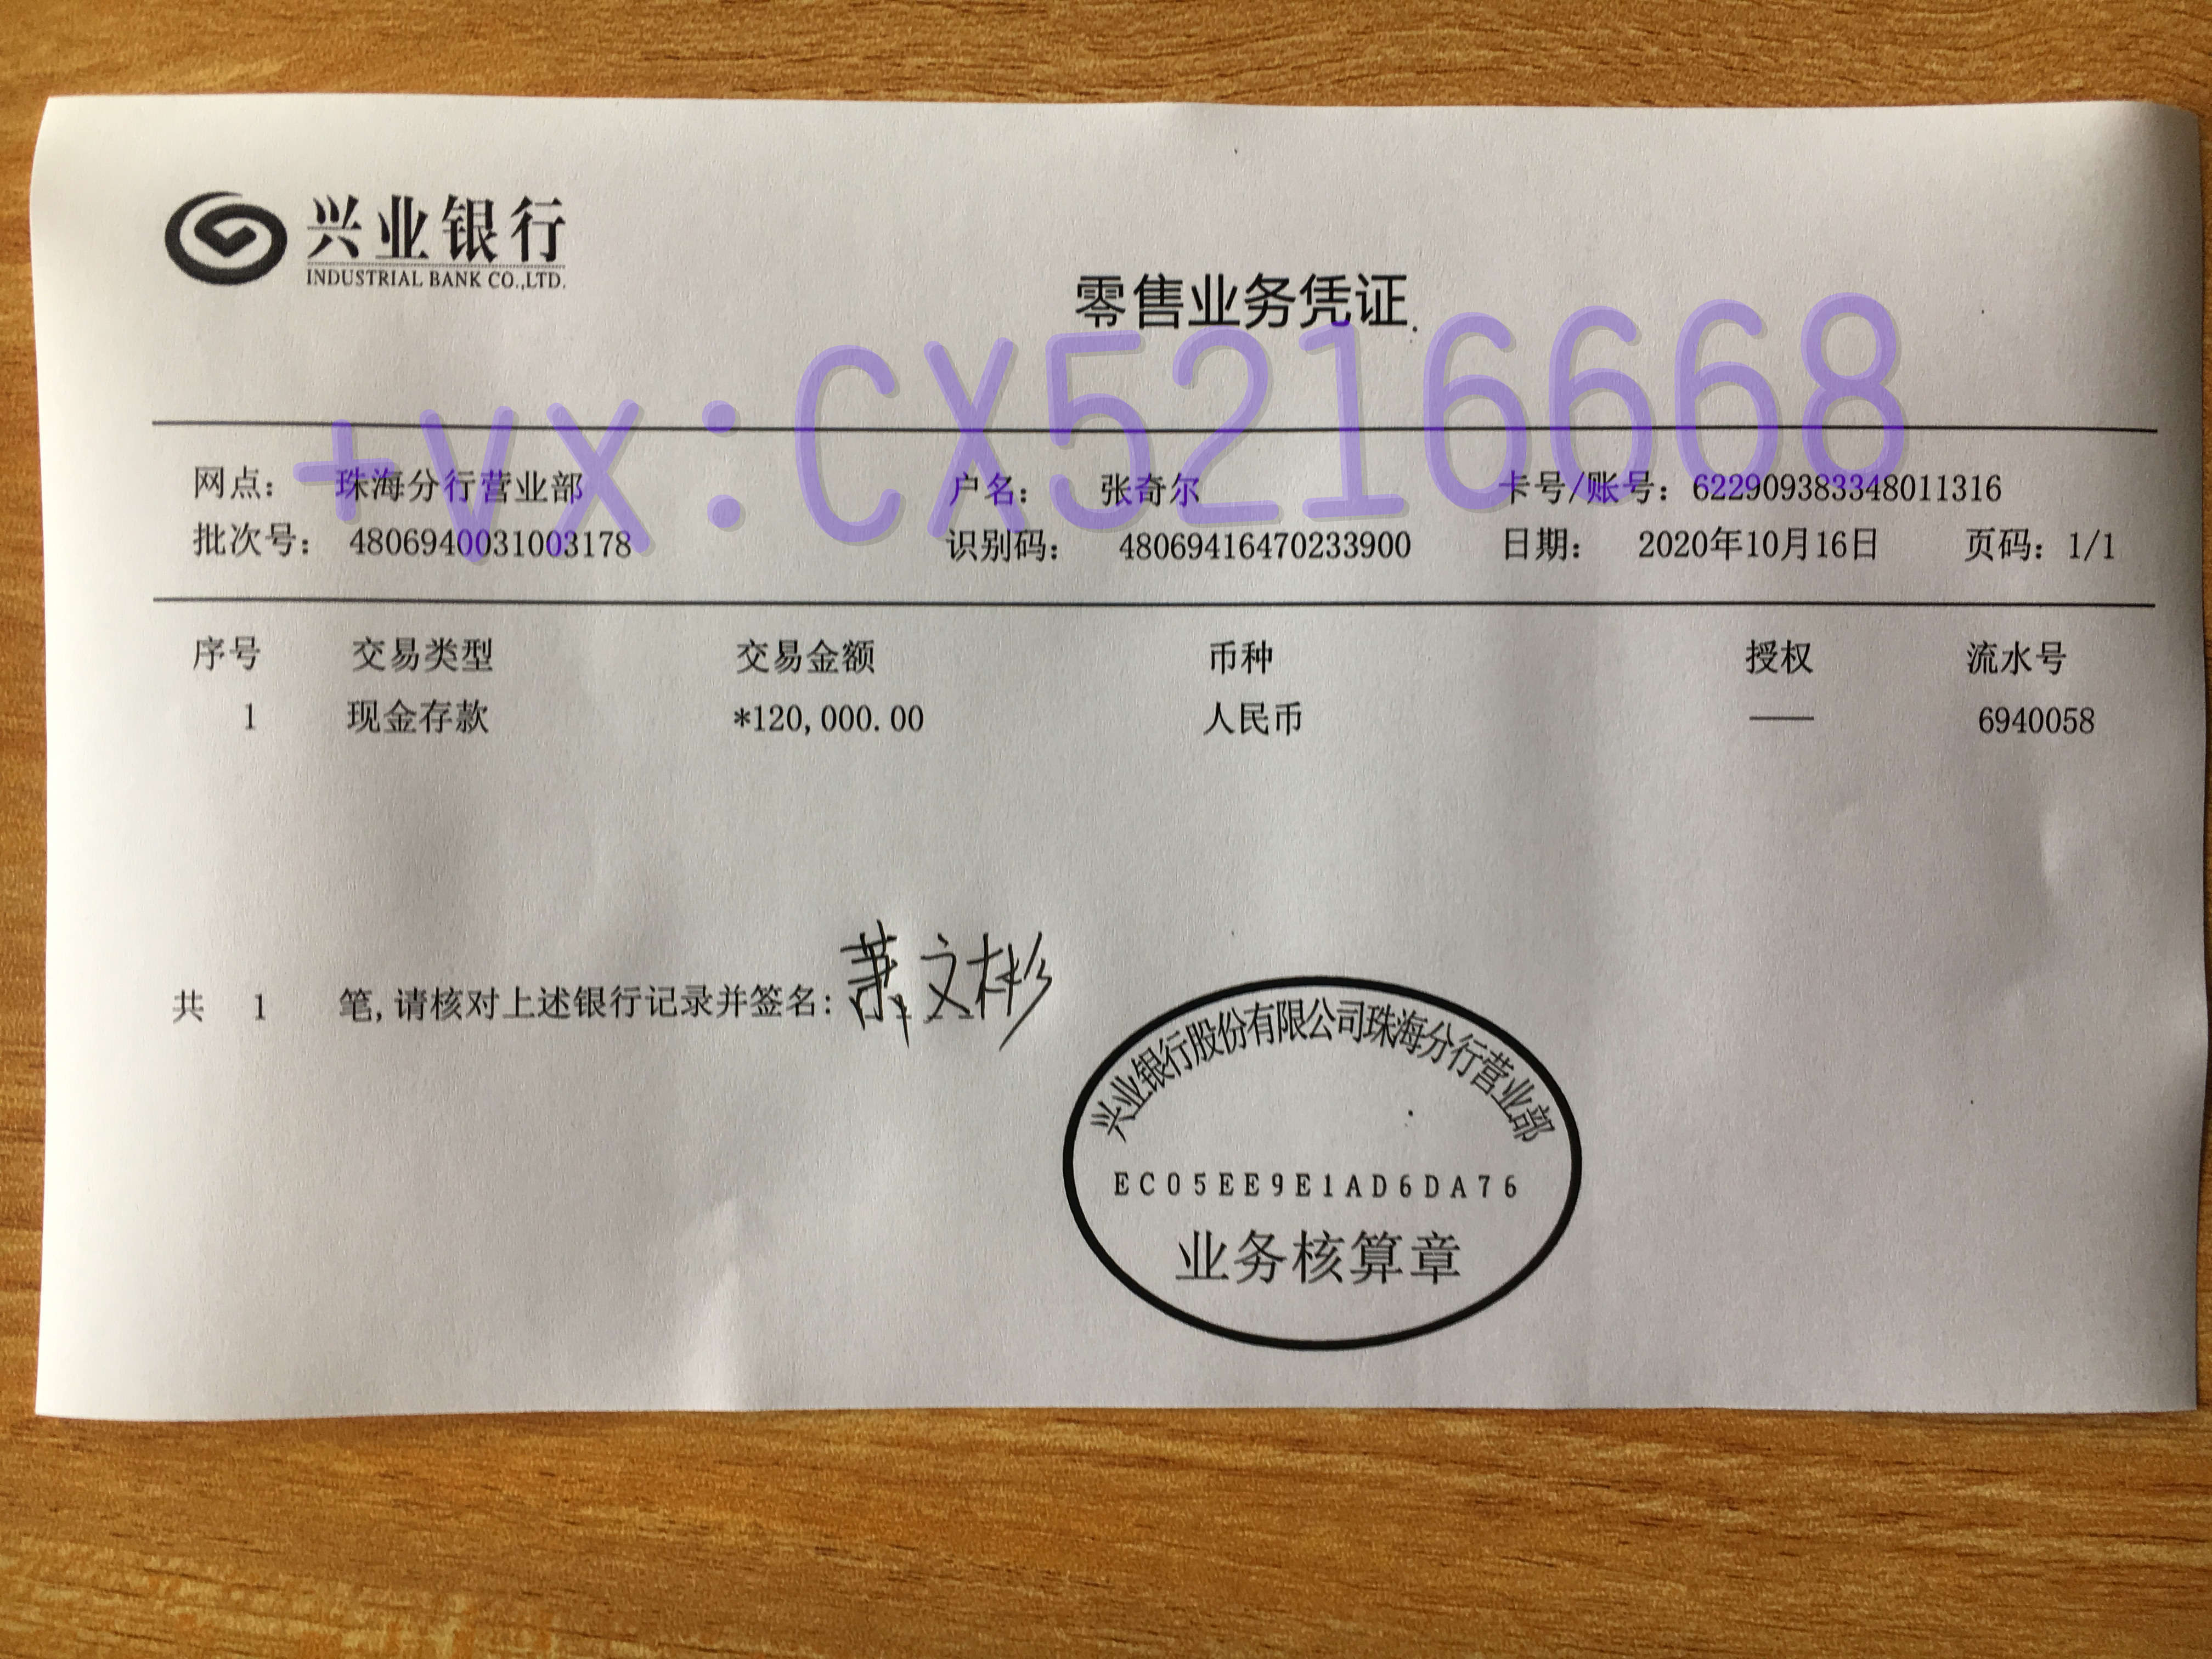 兴业银行
INDUSTRIAL BANK CO.,LTD.
零售业务凭证
+vx:CX5216668
网点: 珠海分行营业部 户名: 张奇尔 卡号/账号: 622909383348011316
批次号: 4806940031003178 识别码: 48069416470233900 日期: 2020年10月16日 页码: 1/1
序号 交易类型 交易金额 币种 授权 流水号
1 现金存款 *120,000.00 人民币 —— 6940058
共 1 笔,请核对上述银行记录并签名: 萧文彬
兴业银行股份有限公司珠海分行营业部
EC05EE9E1AD6DA76
业务核算章